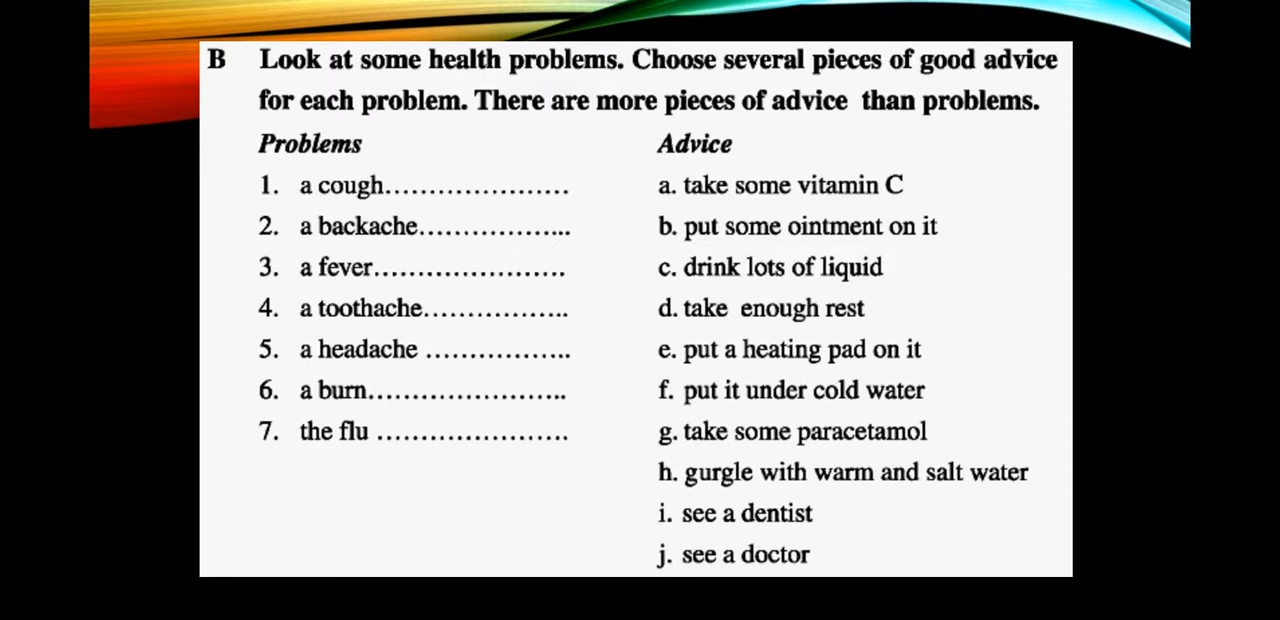 B Look at some health problems. Choose several pieces of good advice
for each problem. There are more pieces of advice than problems.
Problems Advice
1. a cough..................... a. take some vitamin C
2. a backache.................. b. put some ointment on it
3. a fever...................... c. drink lots of liquid
4. a toothache................. d. take enough rest
5. a headache ................. e. put a heating pad on it
6. a burn....................... f. put it under cold water
7. the flu ...................... g. take some paracetamol
h. gurgle with warm and salt water
i. see a dentist
j. see a doctor